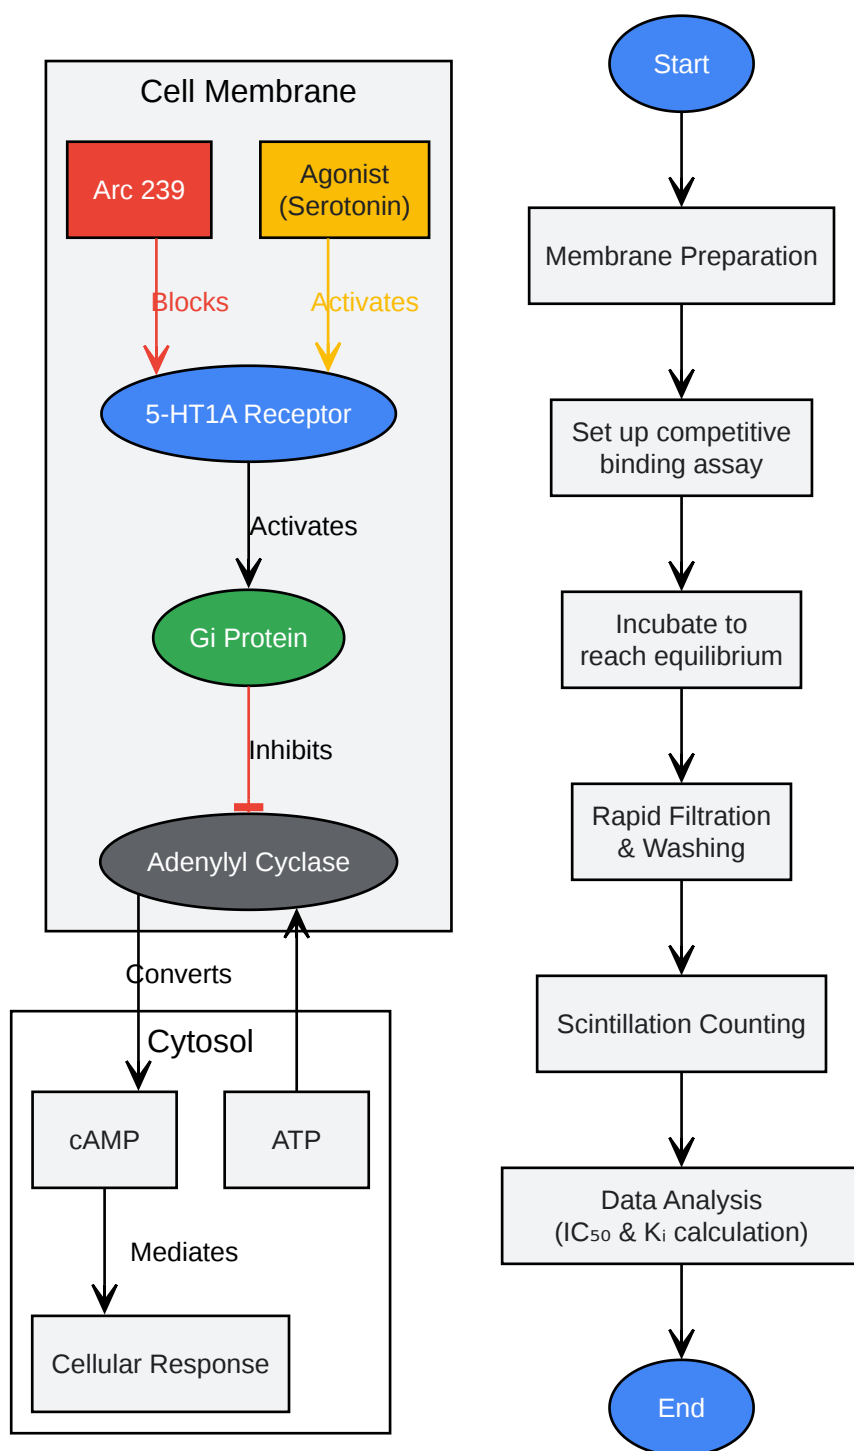 Cell Membrane
Arc 239
Agonist
(Serotonin)
Blocks
Activates
5-HT1A Receptor
Activates
Gi Protein
Inhibits
Adenylyl Cyclase
Converts
Cytosol
cAMP
ATP
Mediates
Cellular Response
Start
Membrane Preparation
Set up competitive
binding assay
Incubate to
reach equilibrium
Rapid Filtration
& Washing
Scintillation Counting
Data Analysis
(IC₅₀ & Kᵢ calculation)
End